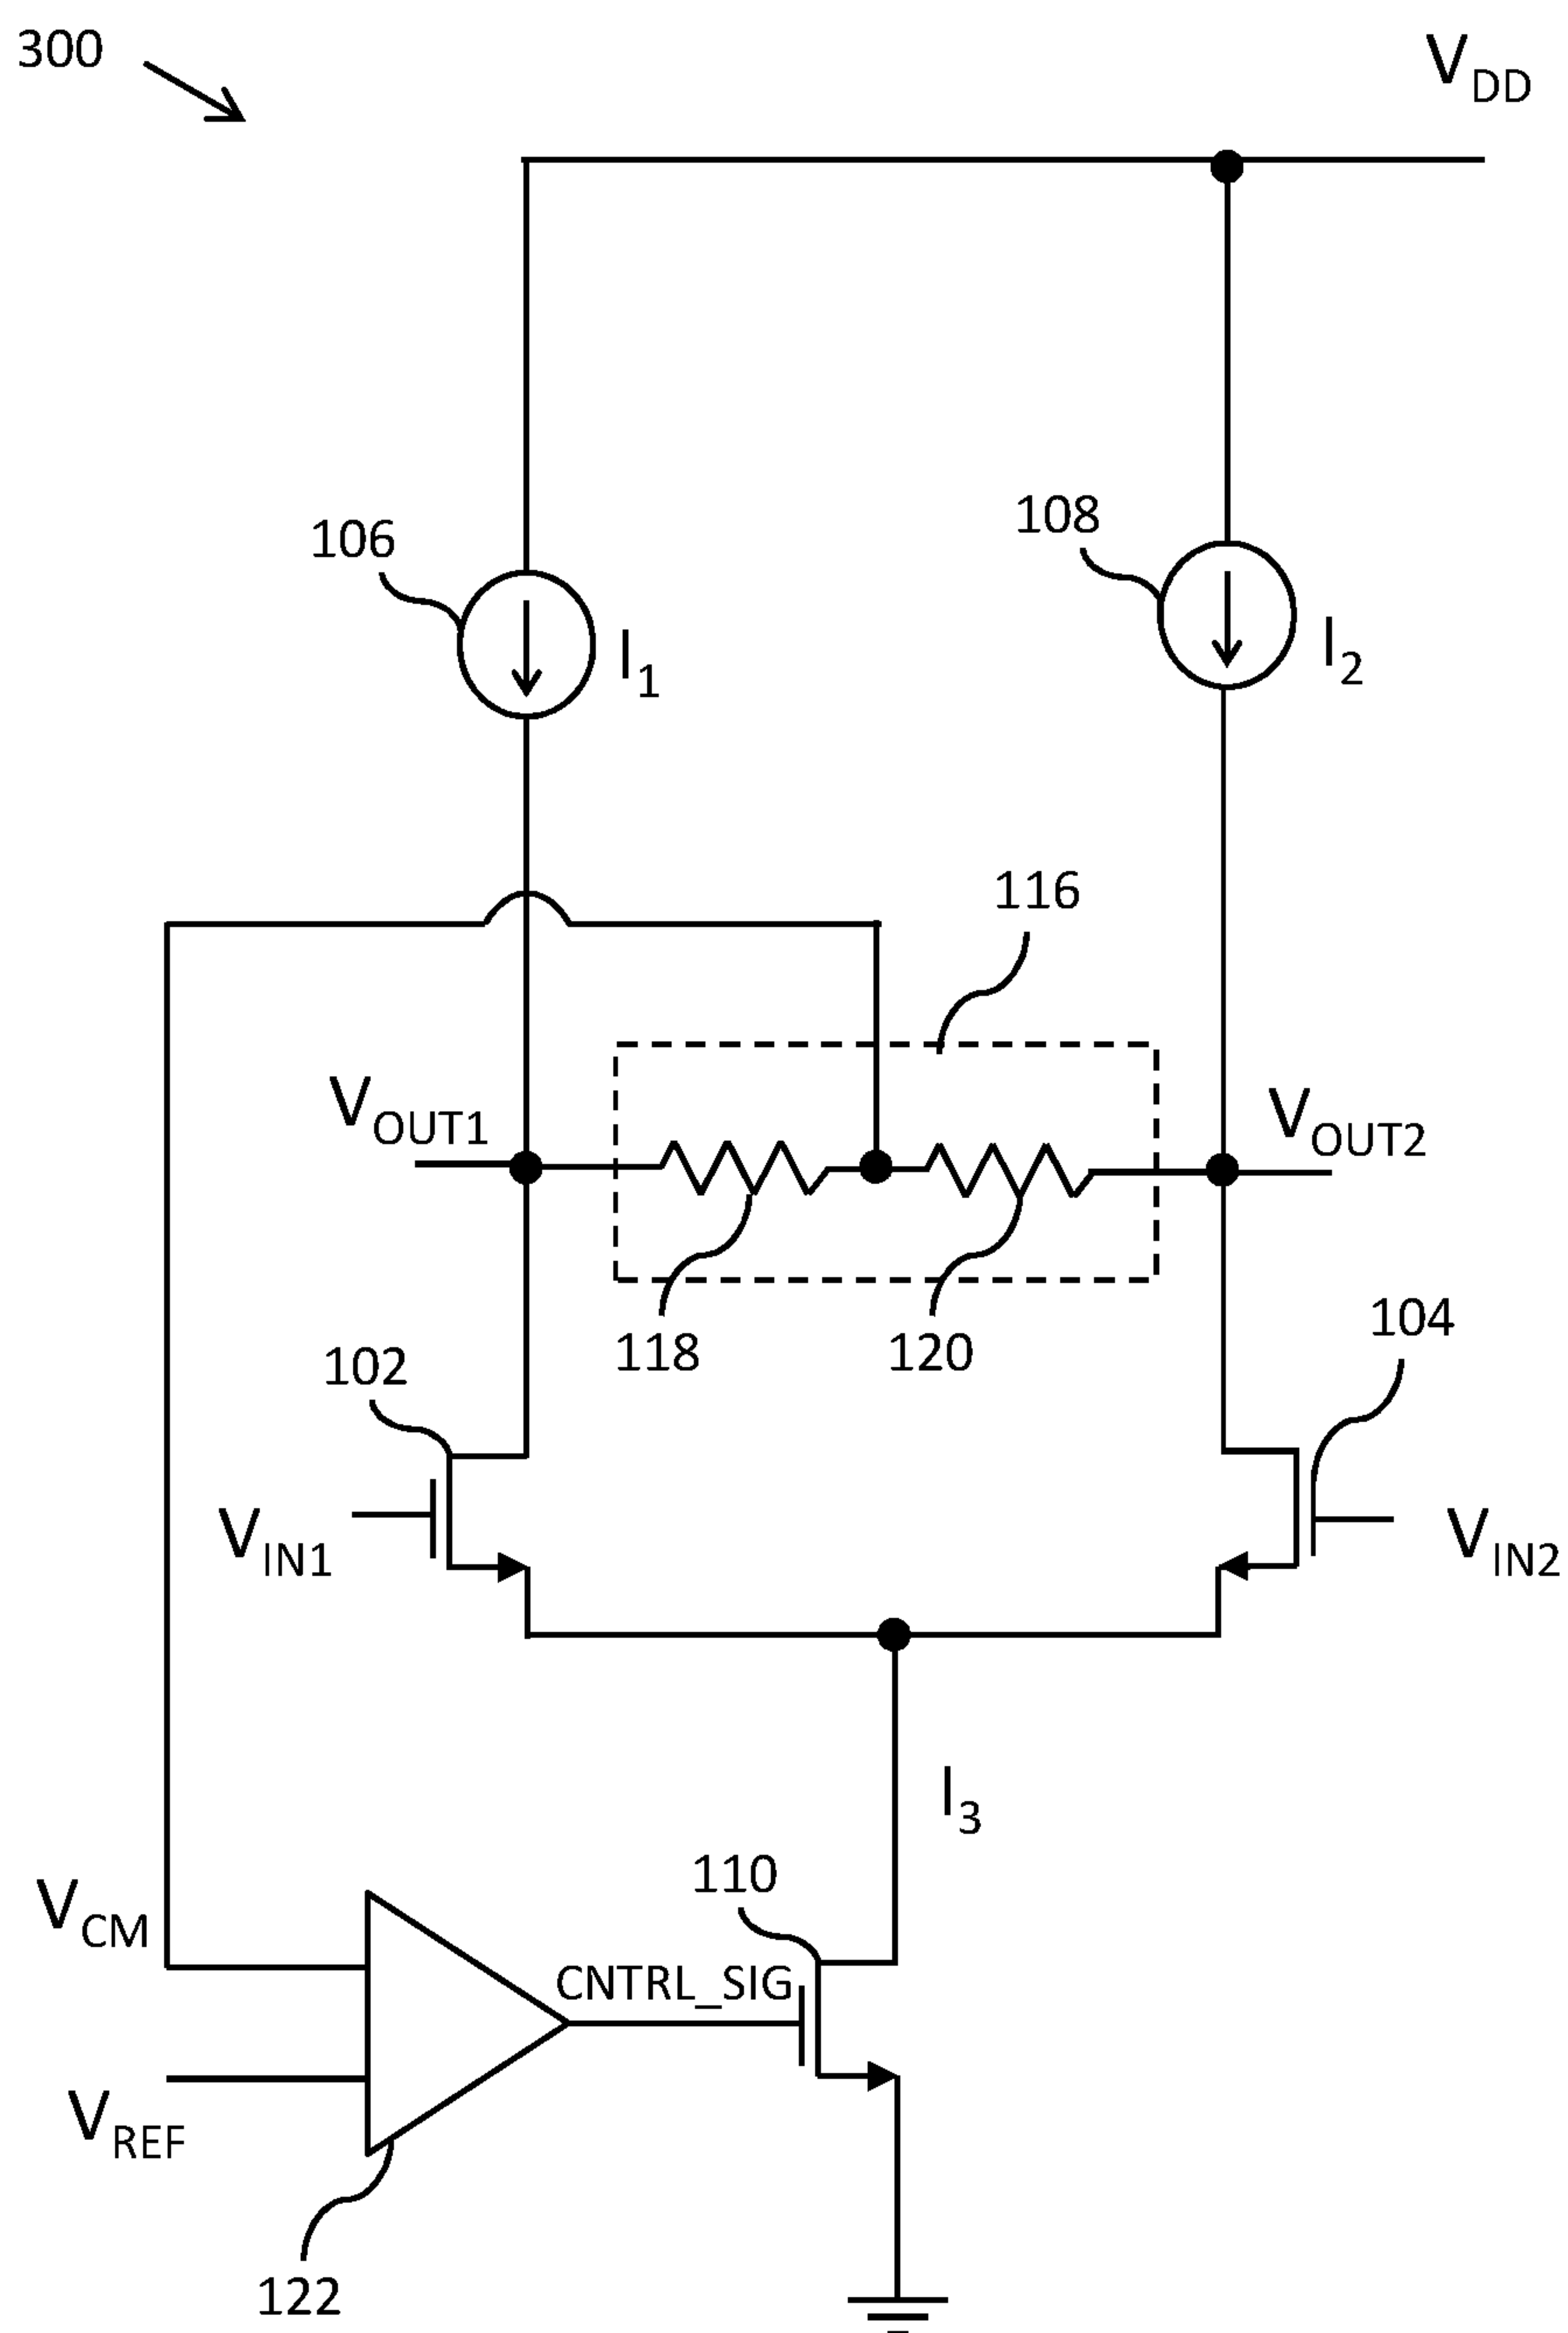 300
VDD
106
108
I1
I2
116
VOUT1
VOUT2
118
120
104
102
VIN1
VIN2
I3
110
VCM
CNTRL_SIG
VREF
122